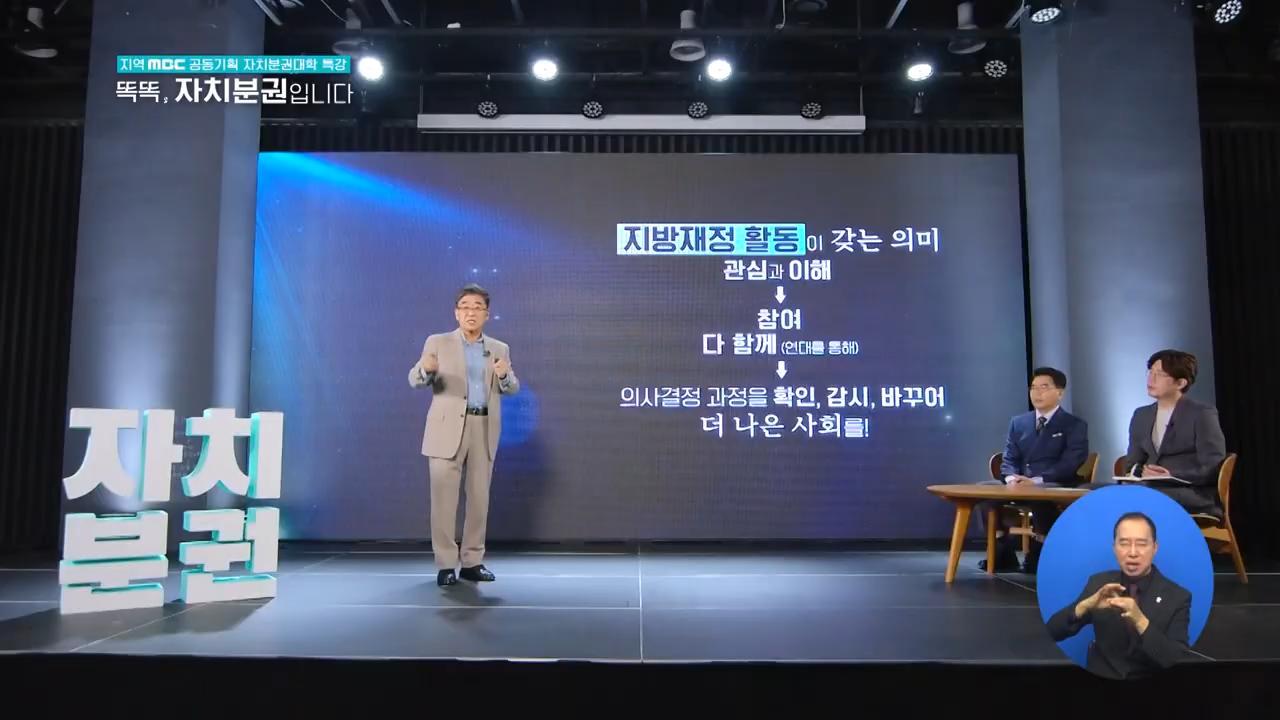 지역 MBC 공동기획 자치분권대학 특강
똑똑, 자치분권입니다
지방재정 활동이 갖는 의미
관심과 이해
참여
다 함께 (연대를 통해)
의사결정 과정을 확인, 감시, 바꾸어
더 나은 사회를!
자치
분권